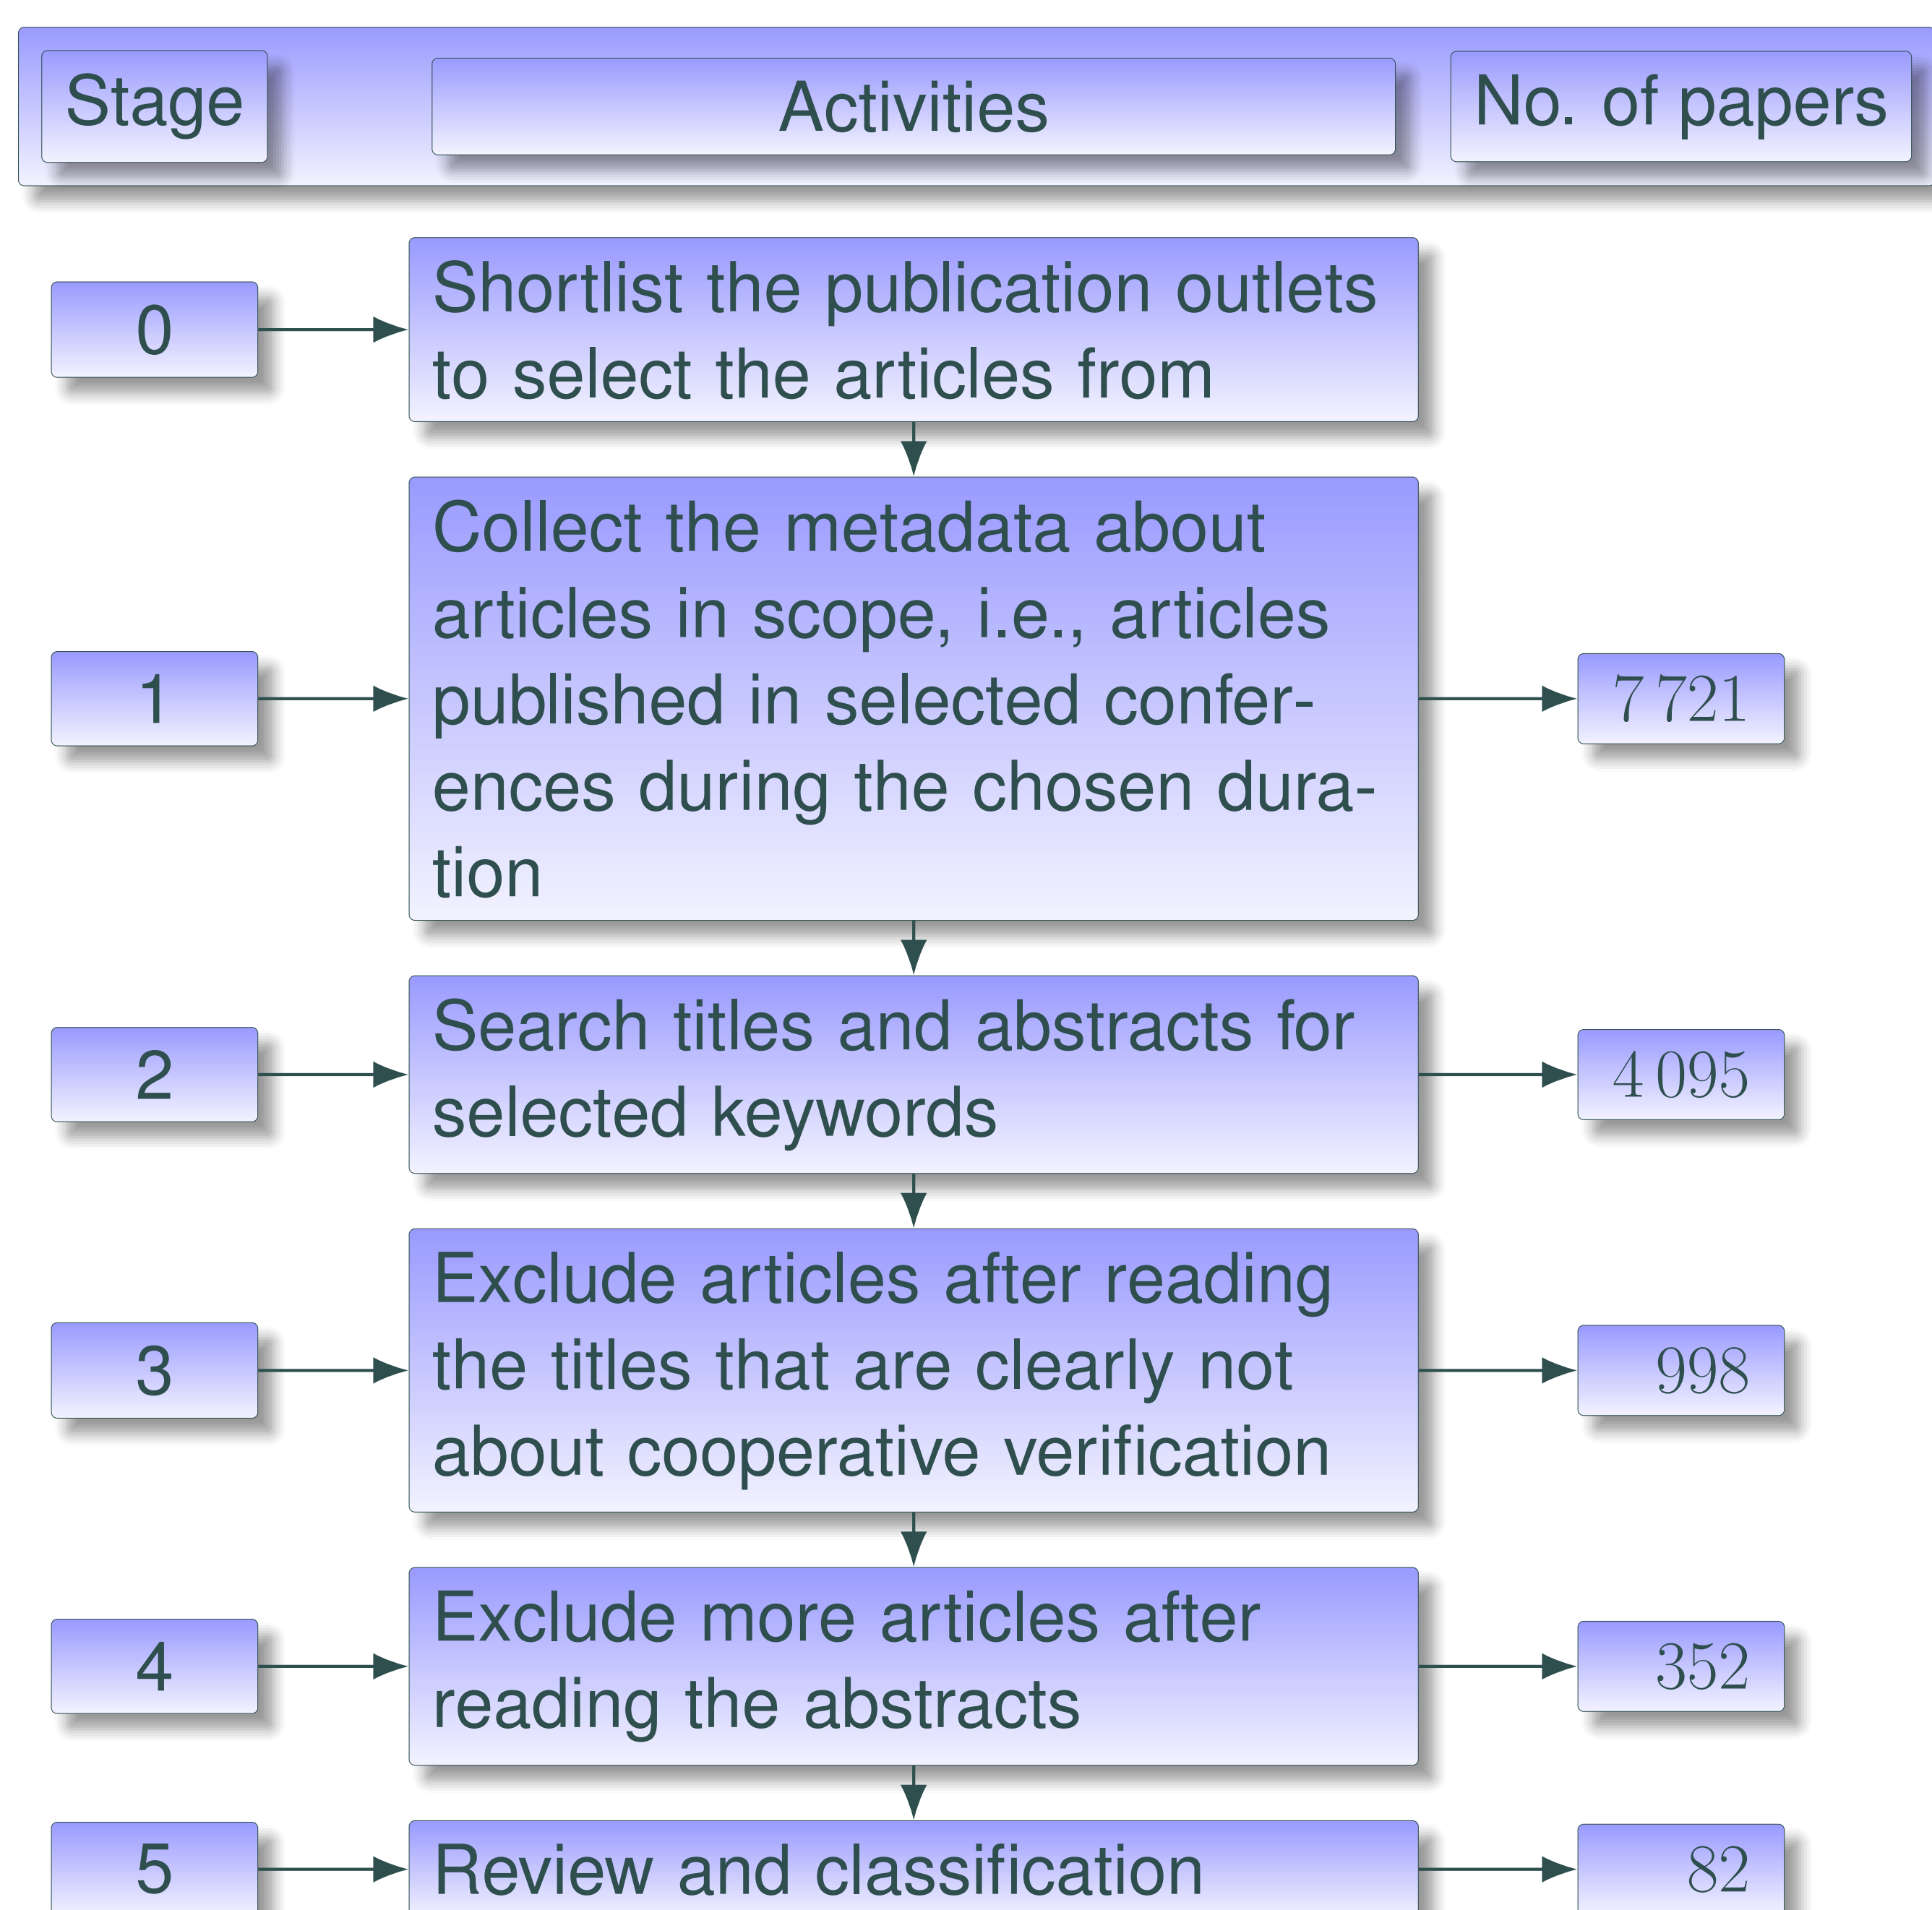 Stage
Activities
No. of papers
0
Shortlist the publication outlets
to select the articles from
1
Collect the metadata about
articles in scope, i.e., articles
published in selected confer-
ences during the chosen dura-
tion
7 721
2
Search titles and abstracts for
selected keywords
4 095
3
Exclude articles after reading
the titles that are clearly not
about cooperative verification
998
4
Exclude more articles after
reading the abstracts
352
5
Review and classification
82